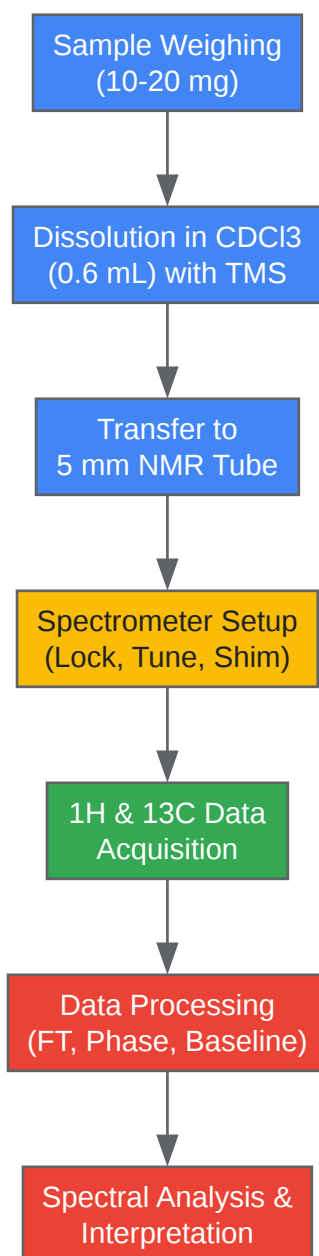 Sample Weighing
(10-20 mg)
Dissolution in CDCl3
(0.6 mL) with TMS
Transfer to
5 mm NMR Tube
Spectrometer Setup
(Lock, Tune, Shim)
1H & 13C Data
Acquisition
Data Processing
(FT, Phase, Baseline)
Spectral Analysis &
Interpretation